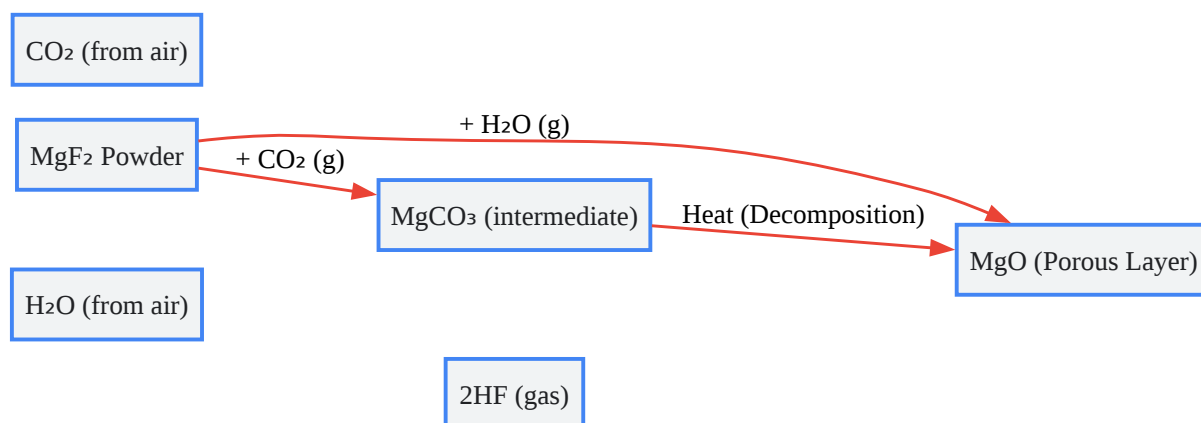 CO₂ (from air)
MgF₂ Powder
+ H₂O (g)
+ CO₂ (g)
MgCO₃ (intermediate)
Heat (Decomposition)
MgO (Porous Layer)
H₂O (from air)
2HF (gas)